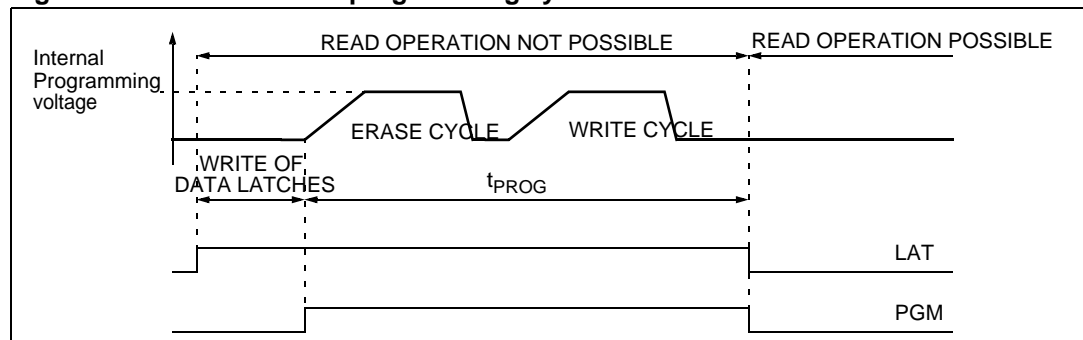 READ OPERATION NOT POSSIBLE
READ OPERATION POSSIBLE
Internal
Programming
voltage
ERASE CYCLE
WRITE CYCLE
WRITE OF
DATA LATCHES
tPROG
LAT
PGM